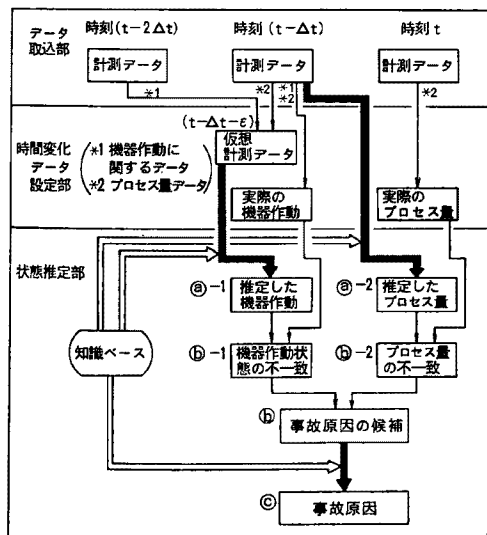 データ
取込部
時刻(t-2Δt)
時刻(t-Δt)
時刻 t
計測データ
計測データ
計測データ
*1
*2
*1
*2
*2
(t-Δt-ε)
時間変化
データ
設定部
*1 機器作動に
関するデータ
*2 プロセス量データ
仮想
計測データ
実際の
機器作動
実際の
プロセス量
状態推定部
ⓐ-1
推定した
機器作動
ⓐ-2
推定した
プロセス量
知識ベース
ⓑ-1
機器作動状
態の不一致
ⓑ-2
プロセス量
の不一致
ⓑ
事故原因の候補
ⓒ
事故原因